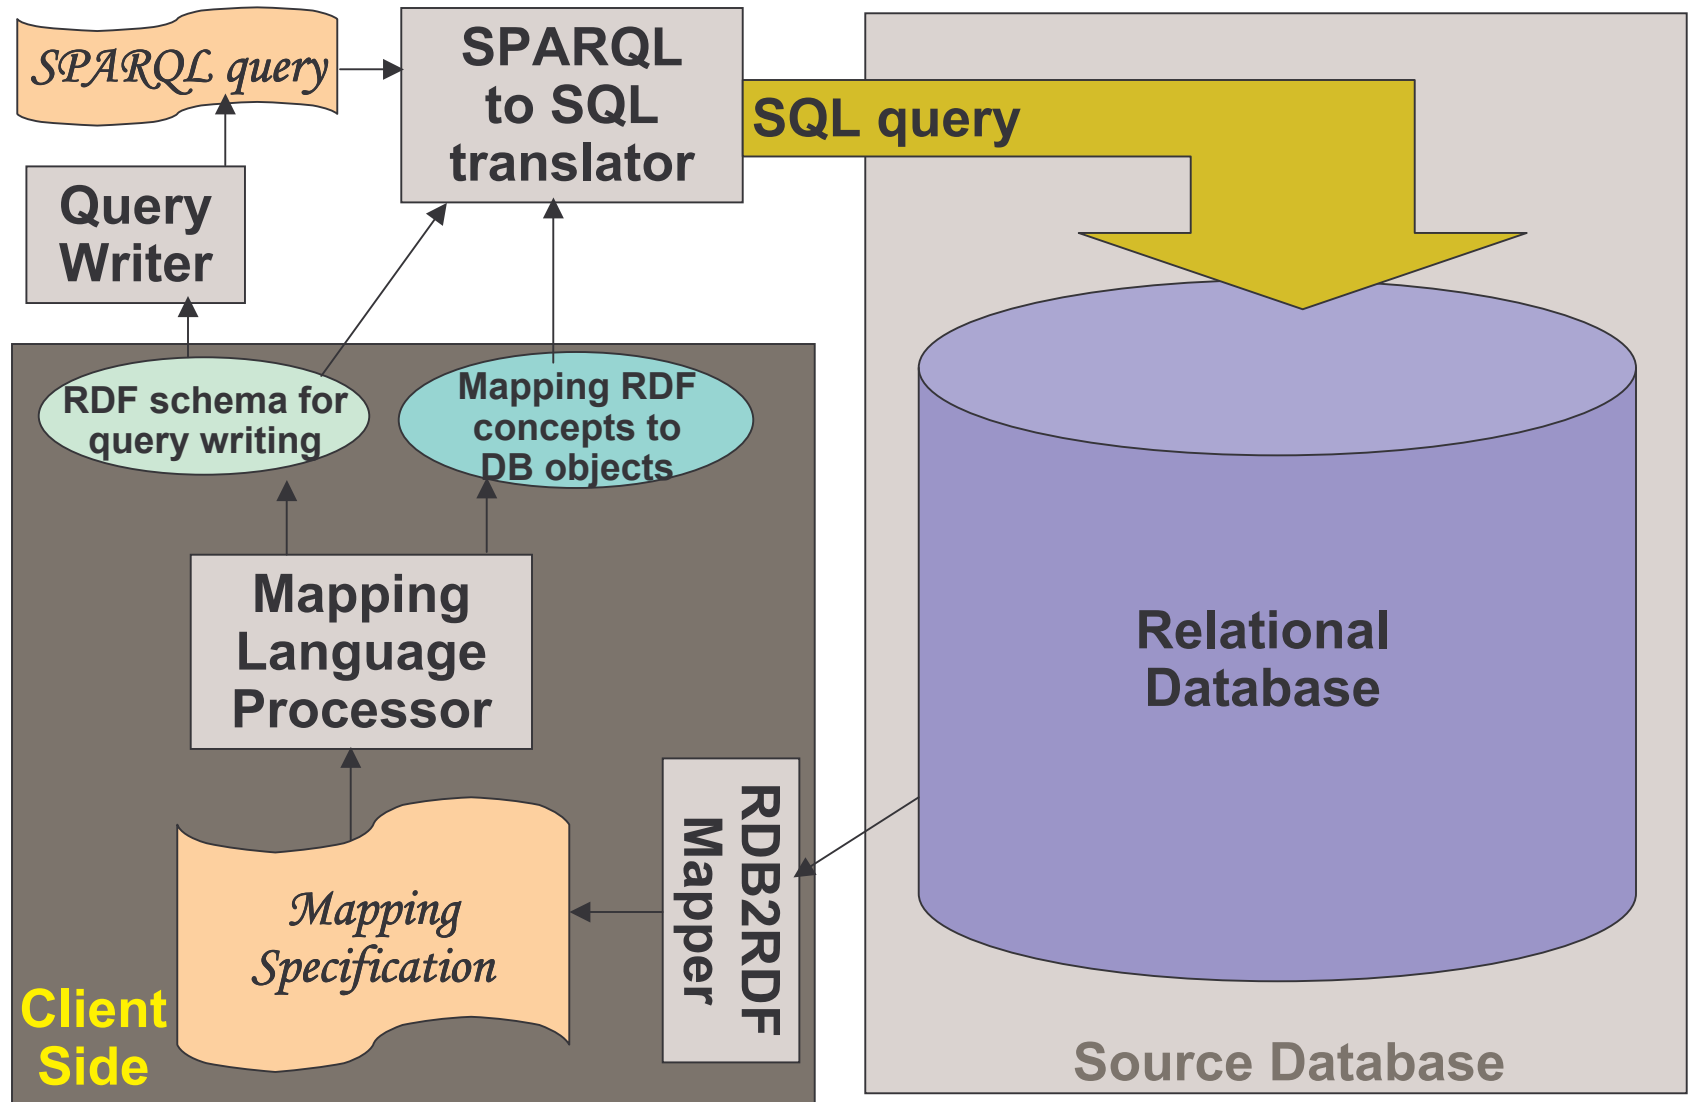 SPARQL query
SPARQL
to SQL
translator
SQL query
Query
Writer
RDF schema for
query writing
Mapping RDF
concepts to
DB objects
Mapping
Language
Processor
Relational
Database
RDB2RDF
Mapper
Mapping
Specification
Client
Side
Source Database